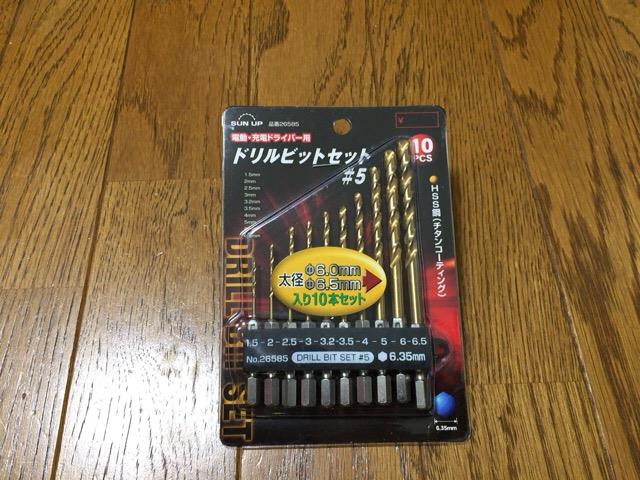 SUN UP 品番26585
電動・充電ドライバー用
ドリルビットセット
#5
¥
10
PCS
1.5mm
2mm
2.5mm
3mm
3.2mm
3.5mm
4mm
5mm
HSS鋼(チタンコーティング)
太径 Φ6.0mm
Φ6.5mm
入り10本セット
1.5-2-2.5-3-3.2-3.5-4-5-6-6.5
No.26585 DRILL BIT SET #5 6.35mm
6.35mm
DRILL BIT SET